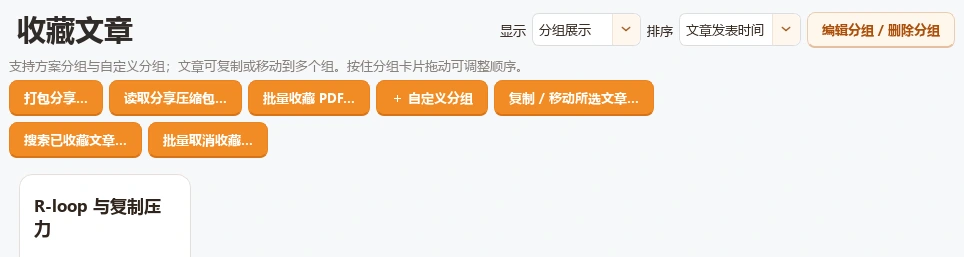 收藏文章
显示 分组展示 排序 文章发表时间 编辑分组 / 删除分组
支持方案分组与自定义分组；文章可复制或移动到多个组。按住分组卡片拖动可调整顺序。
打包分享... 读取分享压缩包... 批量收藏 PDF... ＋ 自定义分组 复制 / 移动所选文章...
搜索已收藏文章... 批量取消收藏...
R-loop 与复制压
力